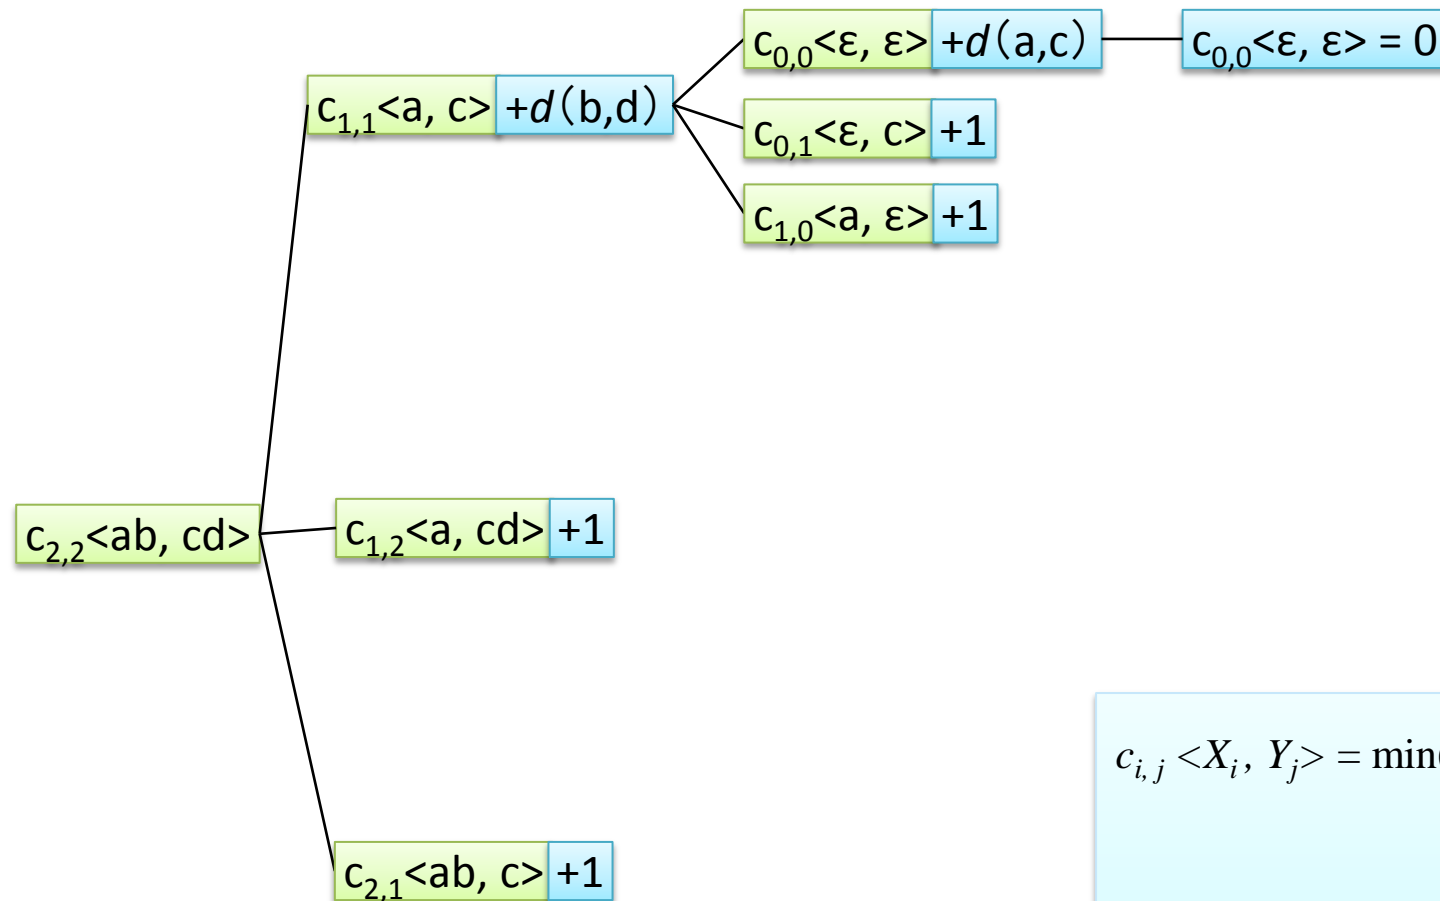 c0,0<ε, ε> +d（a,c） c0,0<ε, ε> = 0
c1,1<a, c> +d（b,d）
c0,1<ε, c> +1
c1,0<a, ε> +1
c2,2<ab, cd>
c1,2<a, cd> +1
ci, j <Xi, Yj> = min(
c2,1<ab, c> +1